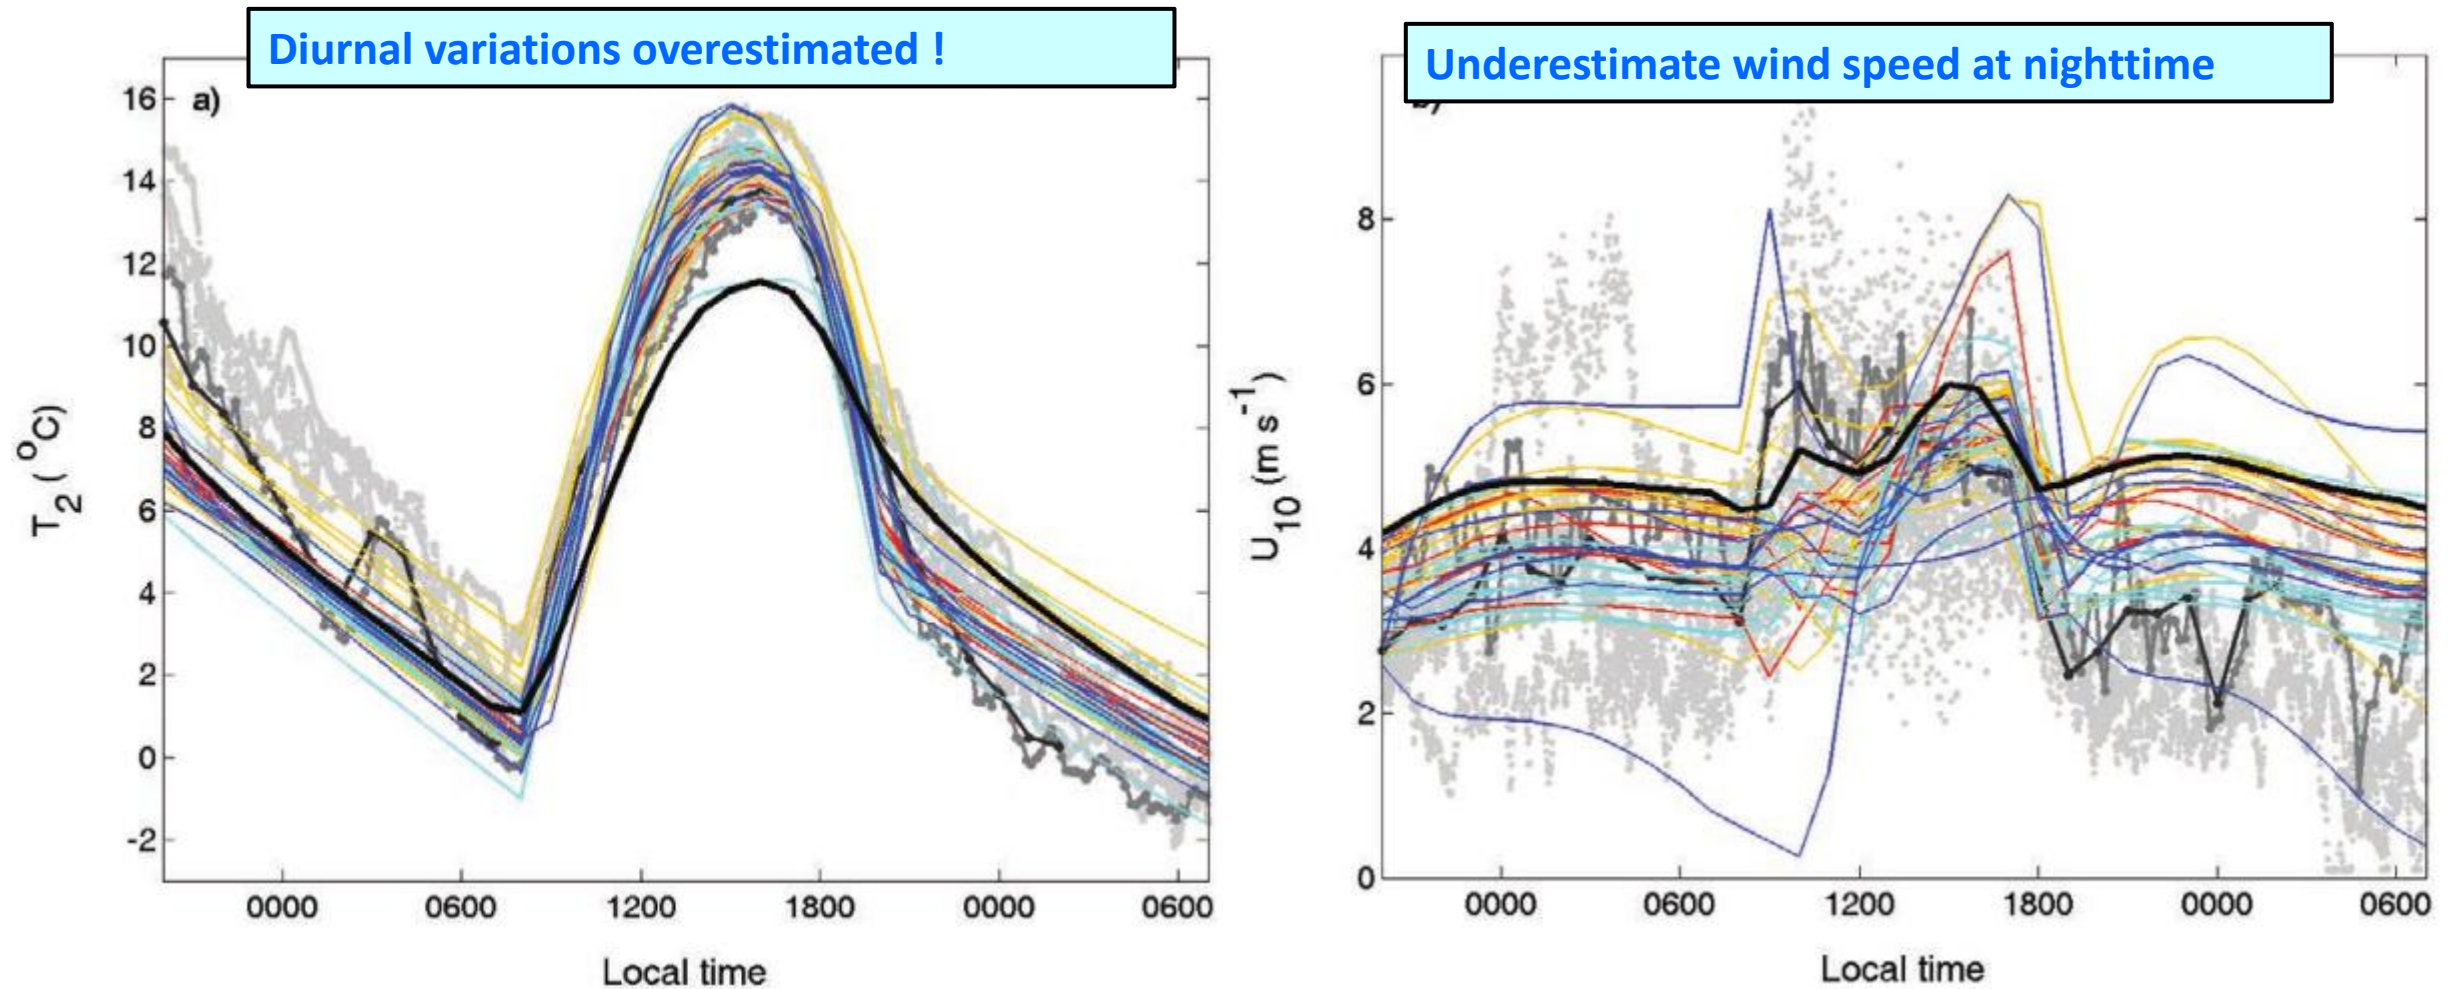 Diurnal variations overestimated !
a)
16
14
12
10
8
6
4
2
0
-2
T2 (oC)
0000 0600 1200 1800 0000 0600
Local time
Underestimate wind speed at nighttime
b)
8
6
4
2
0
U10 (m s-1)
0000 0600 1200 1800 0000 0600
Local time